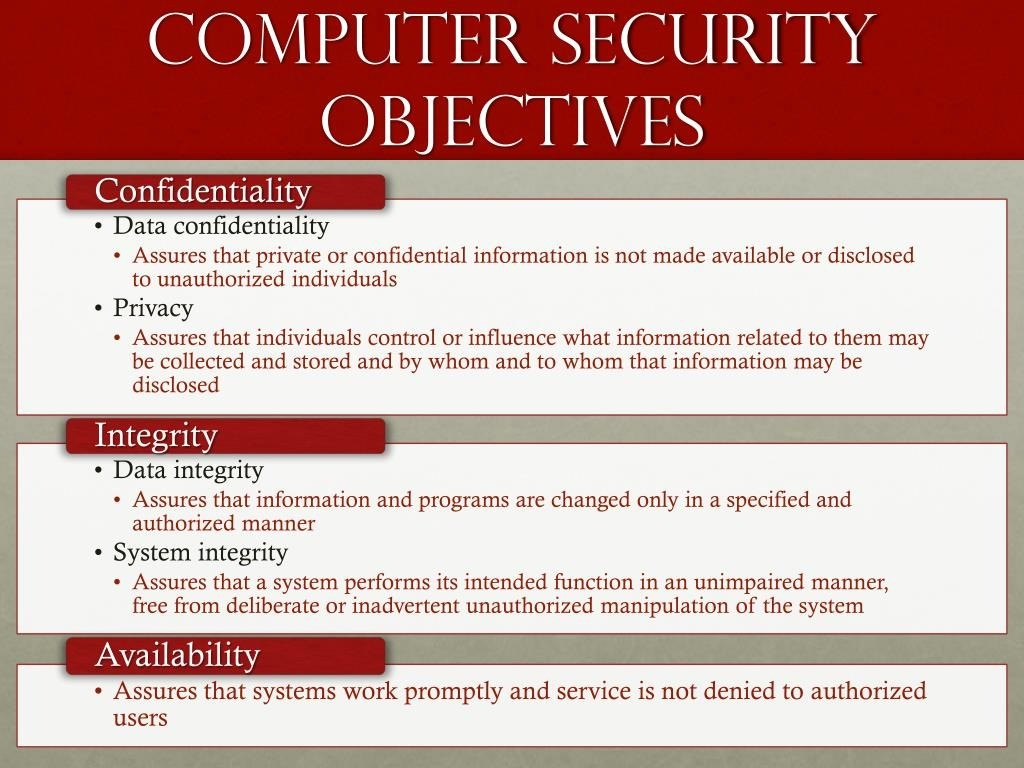 COMPUTER SECURITY
OBJECTIVES
Confidentiality
• Data confidentiality
• Assures that private or confidential information is not made available or disclosed
to unauthorized individuals
• Privacy
• Assures that individuals control or influence what information related to them may
be collected and stored and by whom and to whom that information may be
disclosed
Integrity
• Data integrity
• Assures that information and programs are changed only in a specified and
authorized manner
• System integrity
• Assures that a system performs its intended function in an unimpaired manner,
free from deliberate or inadvertent unauthorized manipulation of the system
Availability
• Assures that systems work promptly and service is not denied to authorized
users